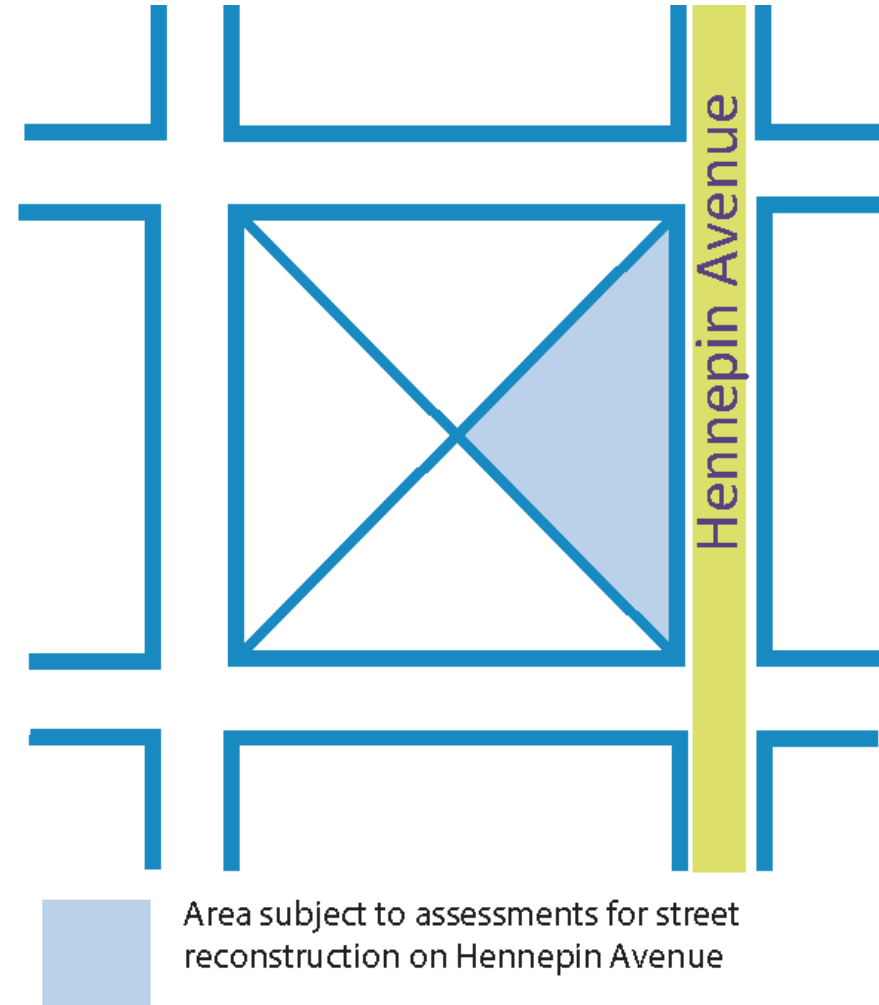 Hennepin Avenue
Area subject to assessments for street
reconstruction on Hennepin Avenue